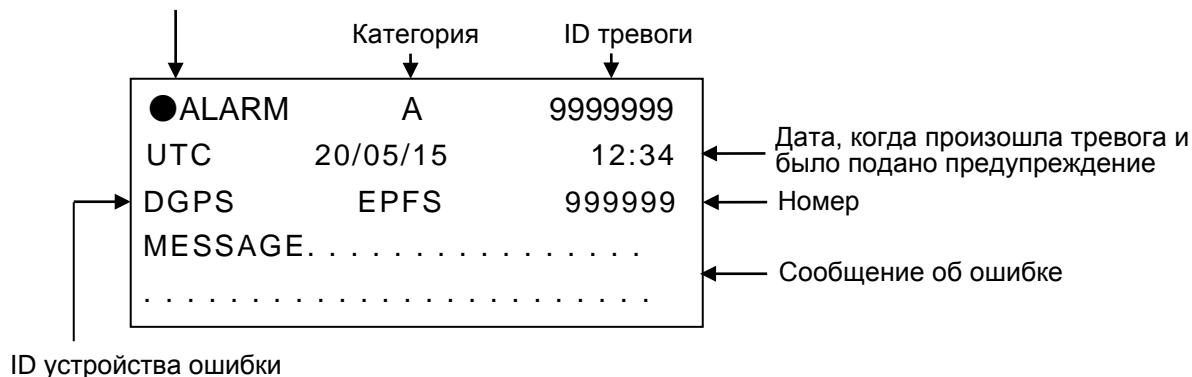 Категория ID тревоги
●ALARM A 9999999
UTC 20/05/15 12:34
Дата, когда произошла тревога и
было подано предупреждение
DGPS EPFS 999999
Номер
MESSAGE. . . . . . . . . . . . . . . .
Сообщение об ошибке
. . . . . . . . . . . . . . . . . . . . . . . .
ID устройства ошибки